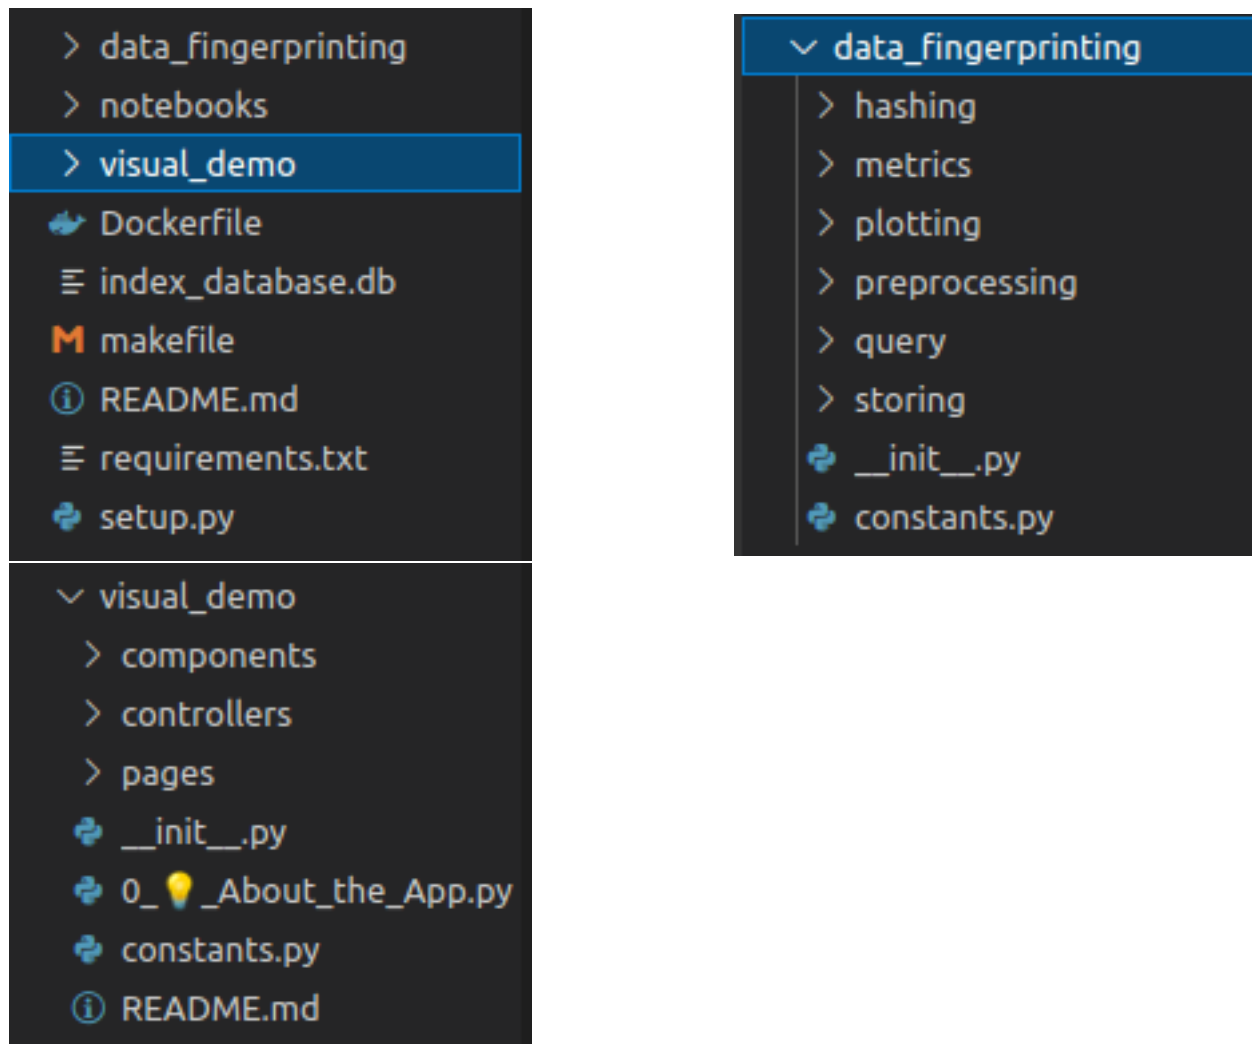 data_fingerprinting
notebooks
visual_demo
Dockerfile
index_database.db
makefile
README.md
requirements.txt
setup.py
data_fingerprinting
hashing
metrics
plotting
preprocessing
query
storing
__init__.py
constants.py
visual_demo
components
controllers
pages
__init__.py
0_💡_About_the_App.py
constants.py
README.md